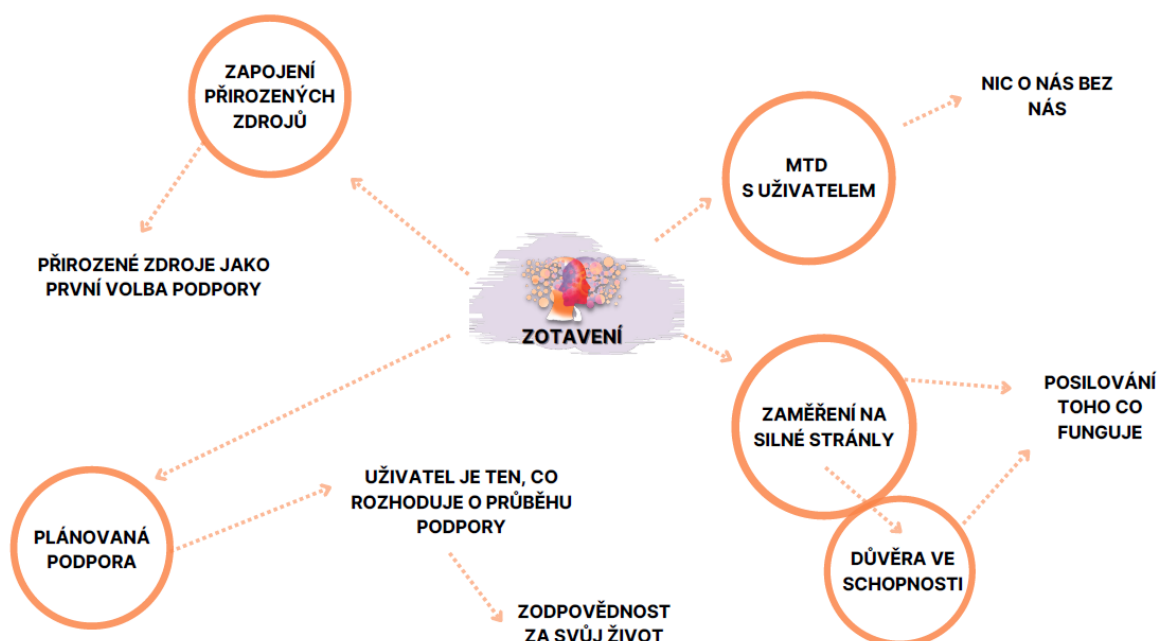 ZAPOJENÍ
PŘIROZENÝCH
ZDROJŮ
NIC O NÁS BEZ
NÁS
MTD
S UŽIVATELEM
PŘIROZENÉ ZDROJE JAKO
PRVNÍ VOLBA PODPORY
ZOTAVENÍ
ZAMĚŘENÍ NA
SILNÉ STRÁNLY
POSILOVÁNÍ
TOHO CO
FUNGUJE
UŽIVATEL JE TEN, CO
ROZHODUJE O PRŮBĚHU
PODPORY
PLÁNOVANÁ
PODPORA
DŮVĚRA VE
SCHOPNOSTI
ZODPOVĚDNOST
ZA SVŮJ ŽIVOT